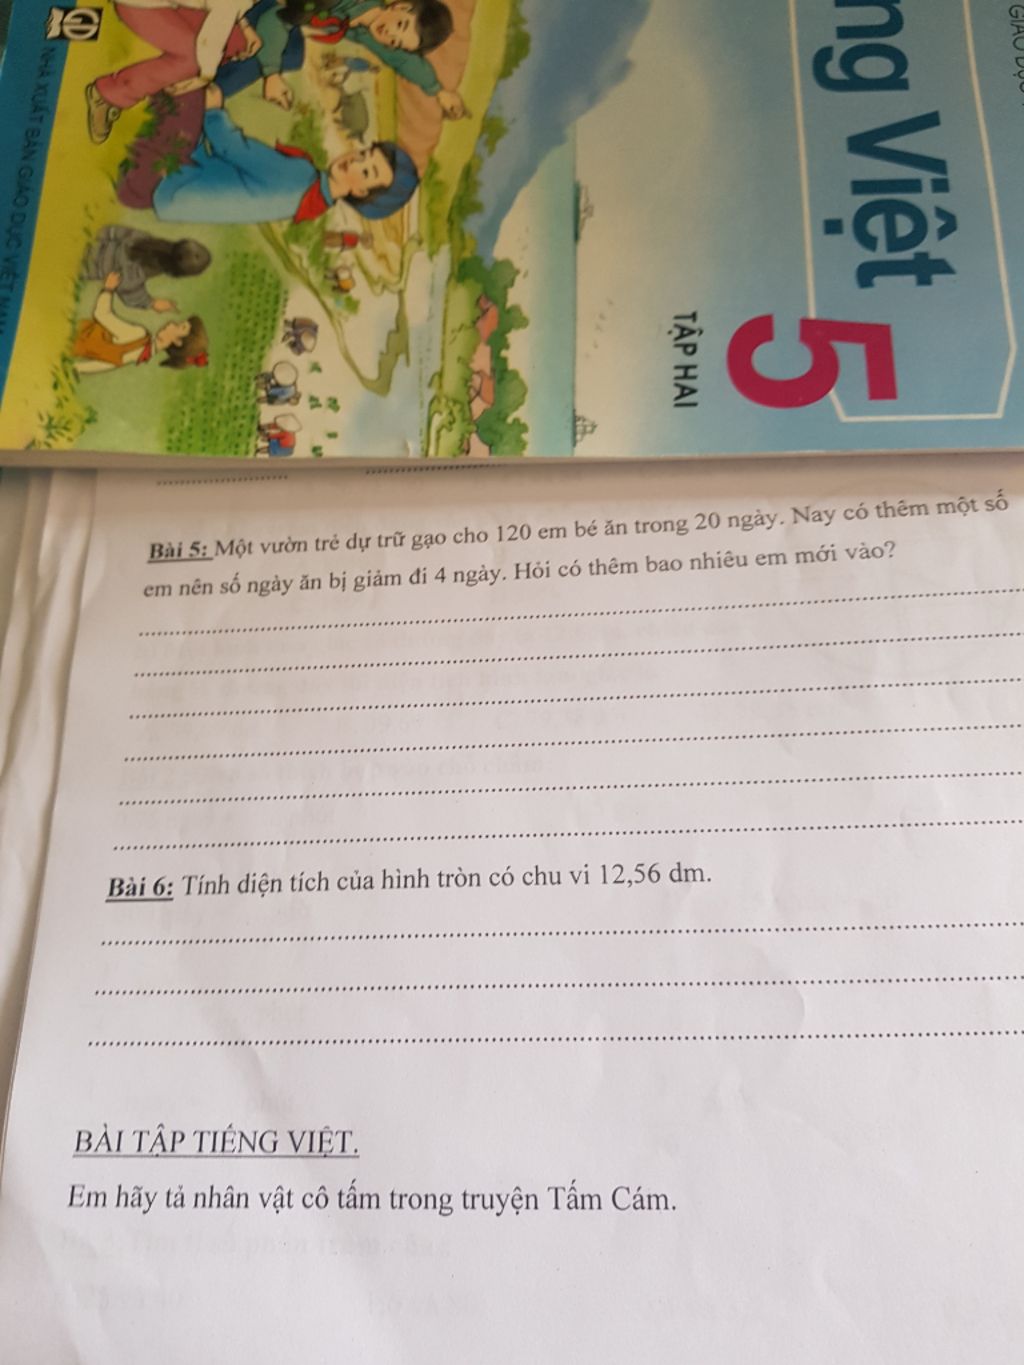 ng Việt
5
TẬP HAI
NHÀ XUẤT BẢN GIÁO DỤC VIỆT NAM
GIÁO DỤC
Bài 5: Một vườn trẻ dự trữ gạo cho 120 em bé ăn trong 20 ngày. Nay có thêm một số
em nên số ngày ăn bị giảm đi 4 ngày. Hỏi có thêm bao nhiêu em mới vào?
Bài 6: Tính diện tích của hình tròn có chu vi 12,56 dm.
BÀI TẬP TIẾNG VIỆT.
Em hãy tả nhân vật cô tấm trong truyện Tấm Cám.